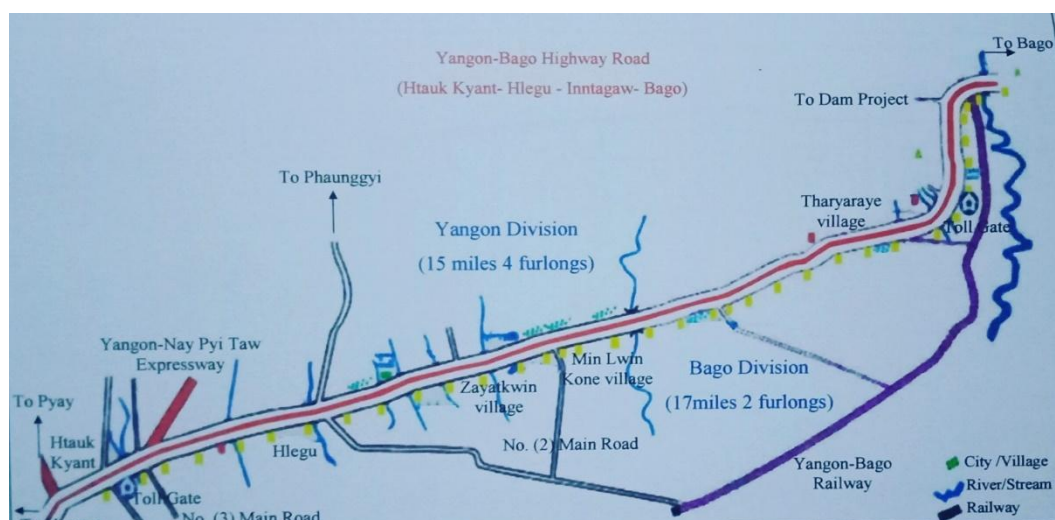 Yangon-Bago Highway Road
(Htauk Kyant- Hlegu - Inntagaw- Bago)
To Bago
To Dam Project
To Phaunggyi
Tharyaraye
village
Toll Gate
Yangon Division
(15 miles 4 furlongs)
Yangon-Nay Pyi Taw
Expressway
Min Lwin
Kone village
Bago Division
(17miles 2 furlongs)
To Pyay
Zayatkwin
village
Htauk
Kyant
Hlegu
No. (2) Main Road
Yangon-Bago
Railway
City /Village
River/Stream
Railway
Toll Gate
No. (3) Main Road